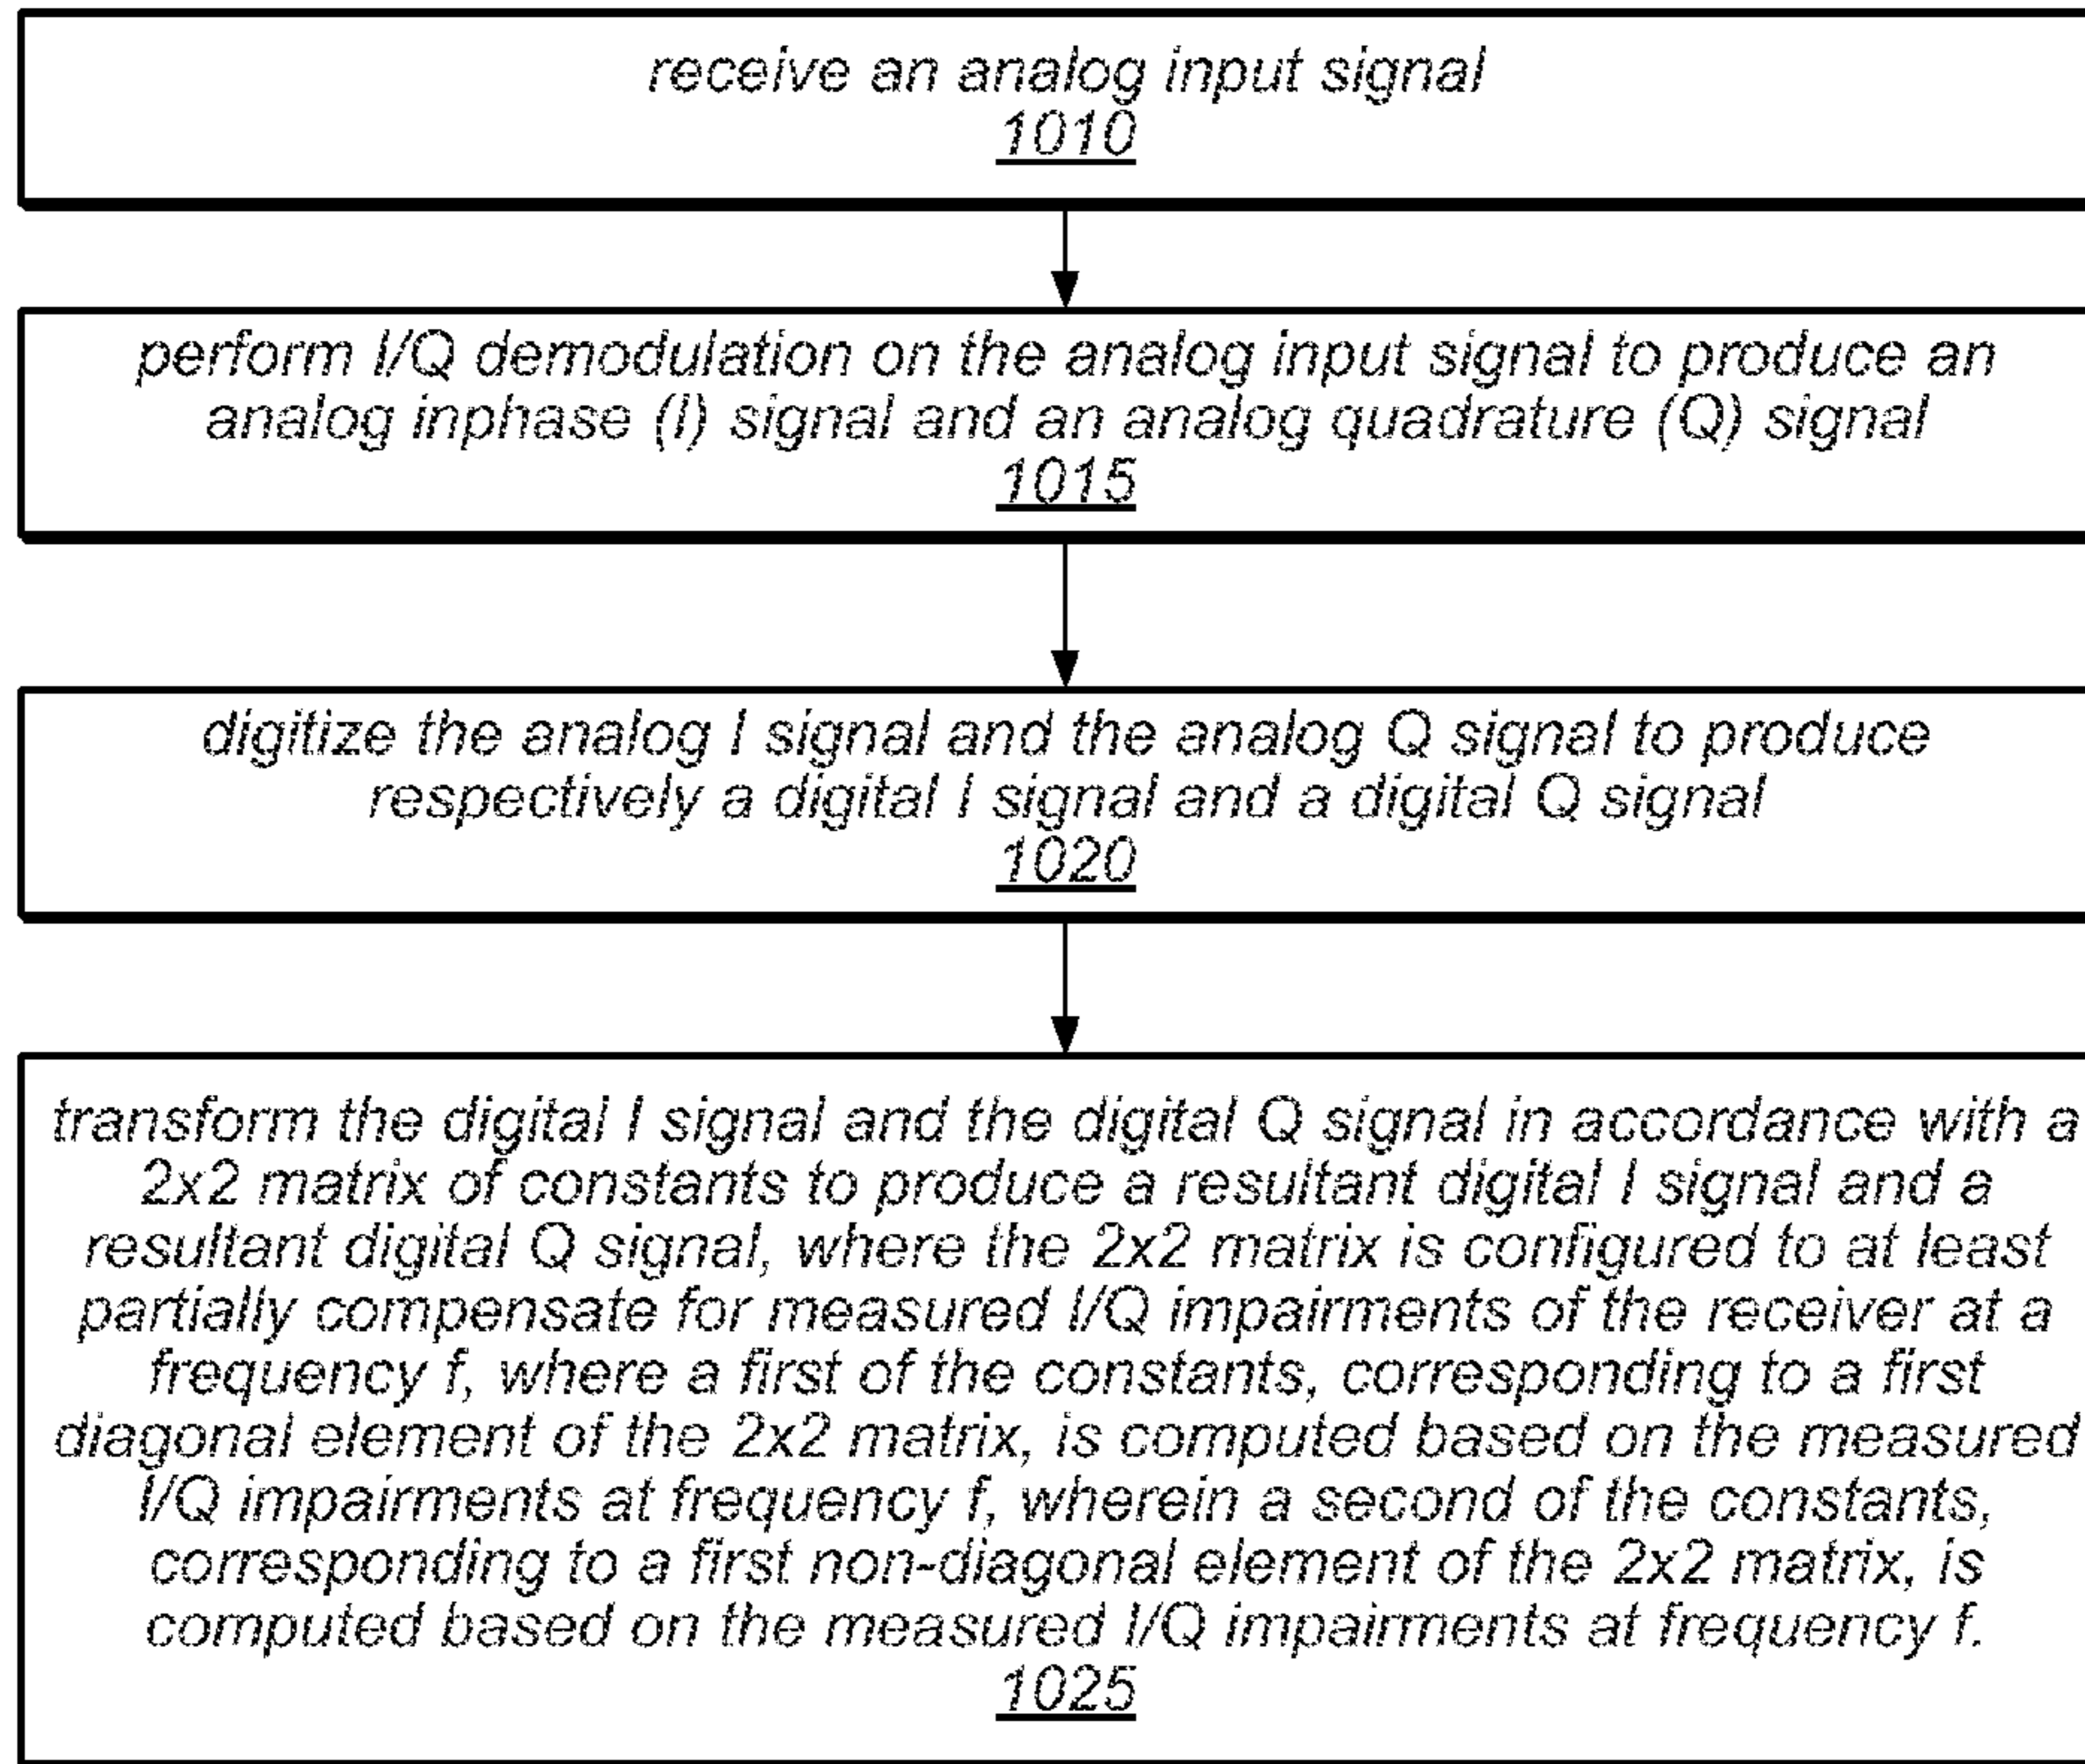 receive an analog input signal
1010
perform I/Q demodulation on the analog input signal to produce an
analog inphase (I) signal and an analog quadrature (Q) signal
1015
digitize the analog I signal and the analog Q signal to produce
respectively a digital I signal and a digital Q signal
1020
transform the digital I signal and the digital Q signal in accordance with a
2x2 matrix of constants to produce a resultant digital I signal and a
resultant digital Q signal, where the 2x2 matrix is configured to at least
partially compensate for measured I/Q impairments of the receiver at a
frequency f, where a first of the constants, corresponding to a first
diagonal element of the 2x2 matrix, is computed based on the measured
I/Q impairments at frequency f, wherein a second of the constants,
corresponding to a first non-diagonal element of the 2x2 matrix, is
computed based on the measured I/Q impairments at frequency f.
1025